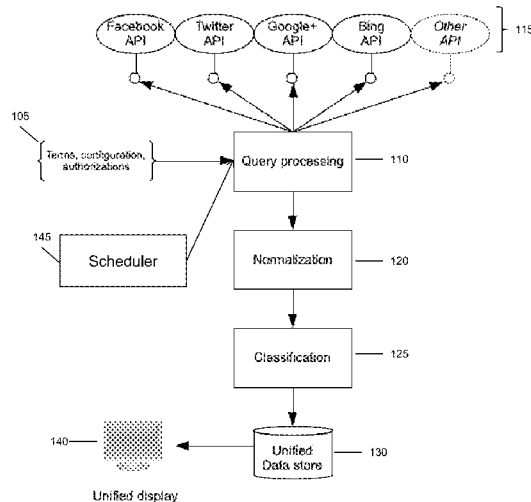 Facebook
API
Twitter
API
Google+
API
Bing
API
Other
API
115
105
Terms, configuration,
authorizations
Query processing
110
145
Scheduler
Normalization
120
Classification
125
140
Unified
Data store
130
Unified display